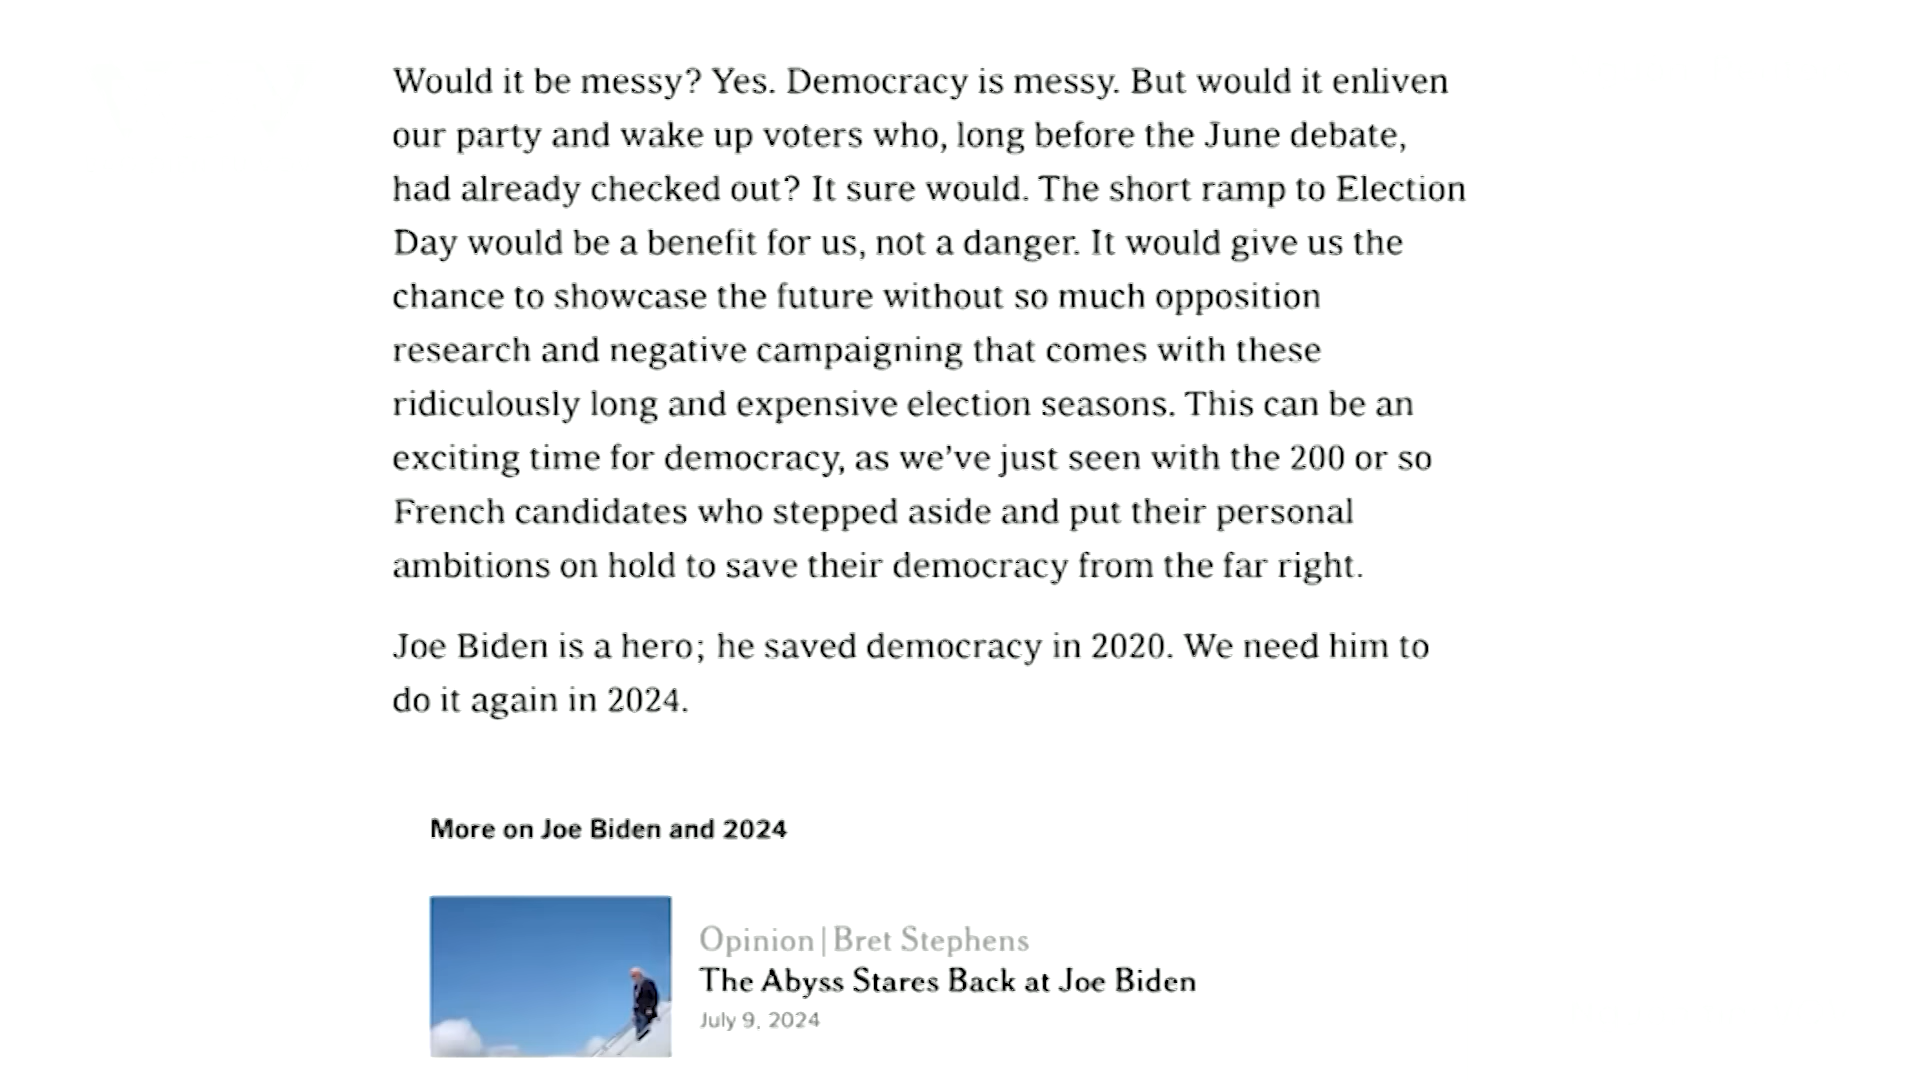 Would it be messy? Yes. Democracy is messy. But would it enliven
our party and wake up voters who, long before the June debate,
had already checked out? It sure would. The short ramp to Election
Day would be a benefit for us, not a danger. It would give us the
chance to showcase the future without so much opposition
research and negative campaigning that comes with these
ridiculously long and expensive election seasons. This can be an
exciting time for democracy, as we’ve just seen with the 200 or so
French candidates who stepped aside and put their personal
ambitions on hold to save their democracy from the far right.
Joe Biden is a hero; he saved democracy in 2020. We need him to
do it again in 2024.
More on Joe Biden and 2024
Opinion | Bret Stephens
The Abyss Stares Back at Joe Biden
July 9, 2024